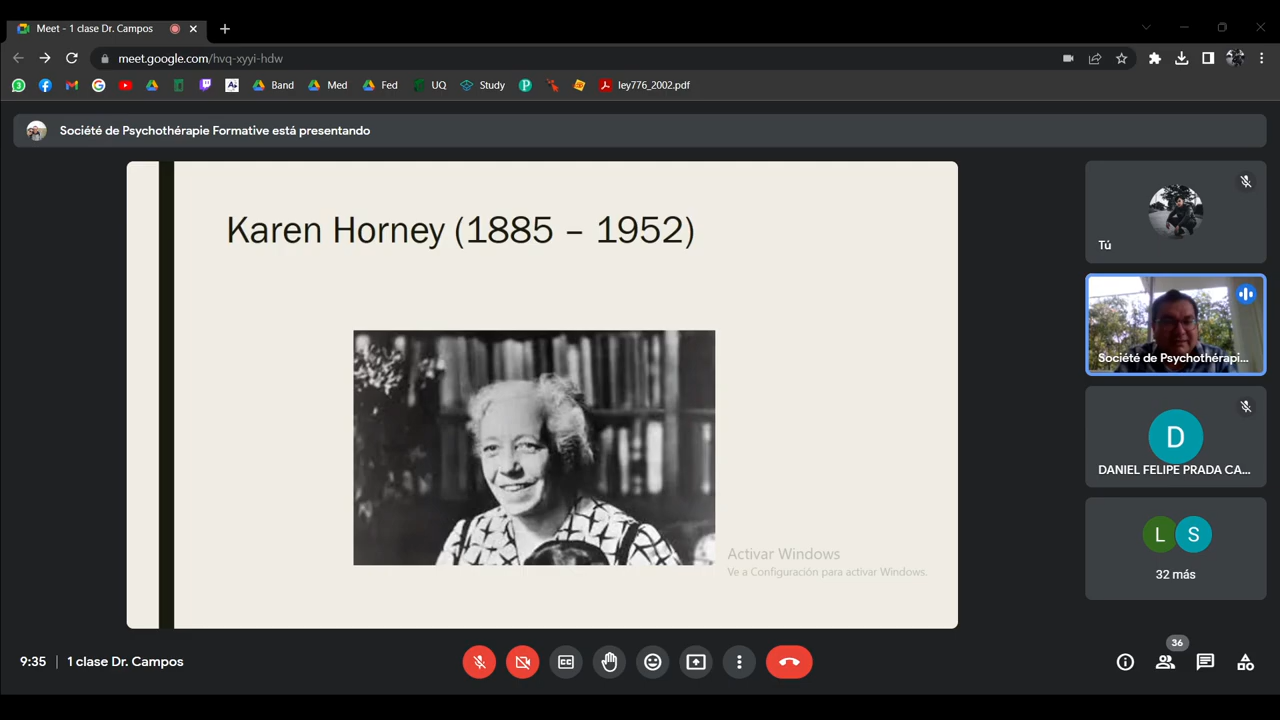 Meet - 1 clase Dr. Campos
meet.google.com/hvq-xyyi-hdw
Band
Med
Fed
UQ
Study
ley776_2002.pdf
Société de Psychothérapie Formative está presentando
Karen Horney (1885 – 1952)
Activar Windows
Ve a Configuración para activar Windows.
Tú
Société de Psychothérapi...
D
DANIEL FELIPE PRADA CA...
L S
32 más
9:35 | 1 clase Dr. Campos
36